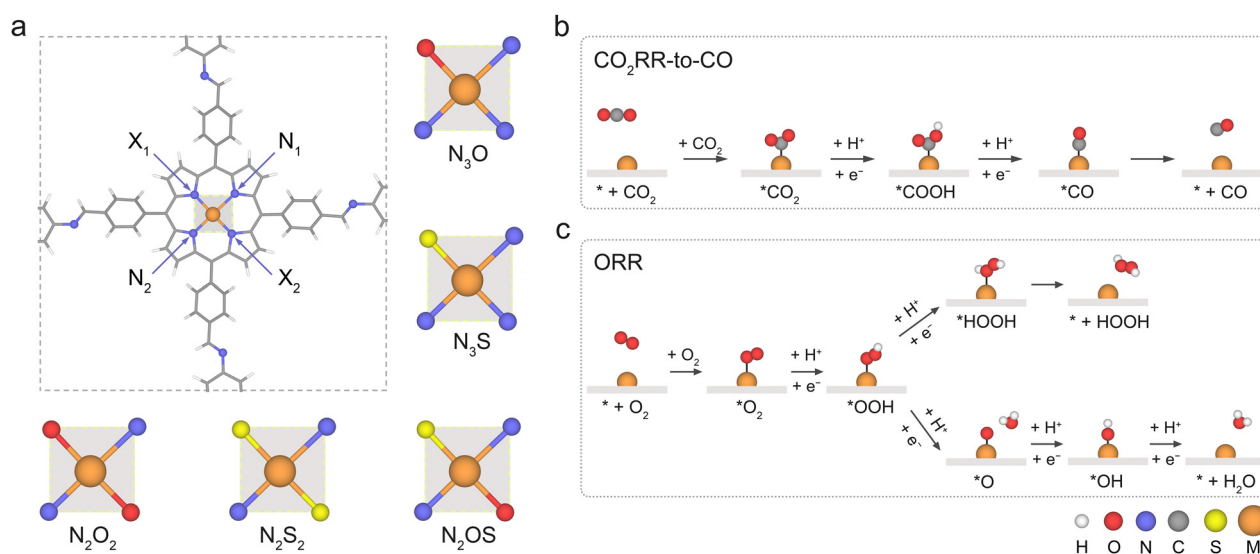 a
X₁
N₁
N₂
X₂
N₃O
N₃S
N₂O₂
N₂S₂
N₂OS
b
CO₂RR-to-CO
+ CO₂
+ H⁺
+ e⁻
+ H⁺
+ e⁻
* + CO₂
*CO₂
*COOH
*CO
* + CO
c
ORR
+ H⁺
+ e⁻
*HOOH
* + HOOH
+ O₂
+ H⁺
+ e⁻
* + O₂
*O₂
*OOH
+ H⁺
+ e⁻
+ H⁺
+ e⁻
+ H⁺
+ e⁻
*O
*OH
* + H₂O
H O N C S M